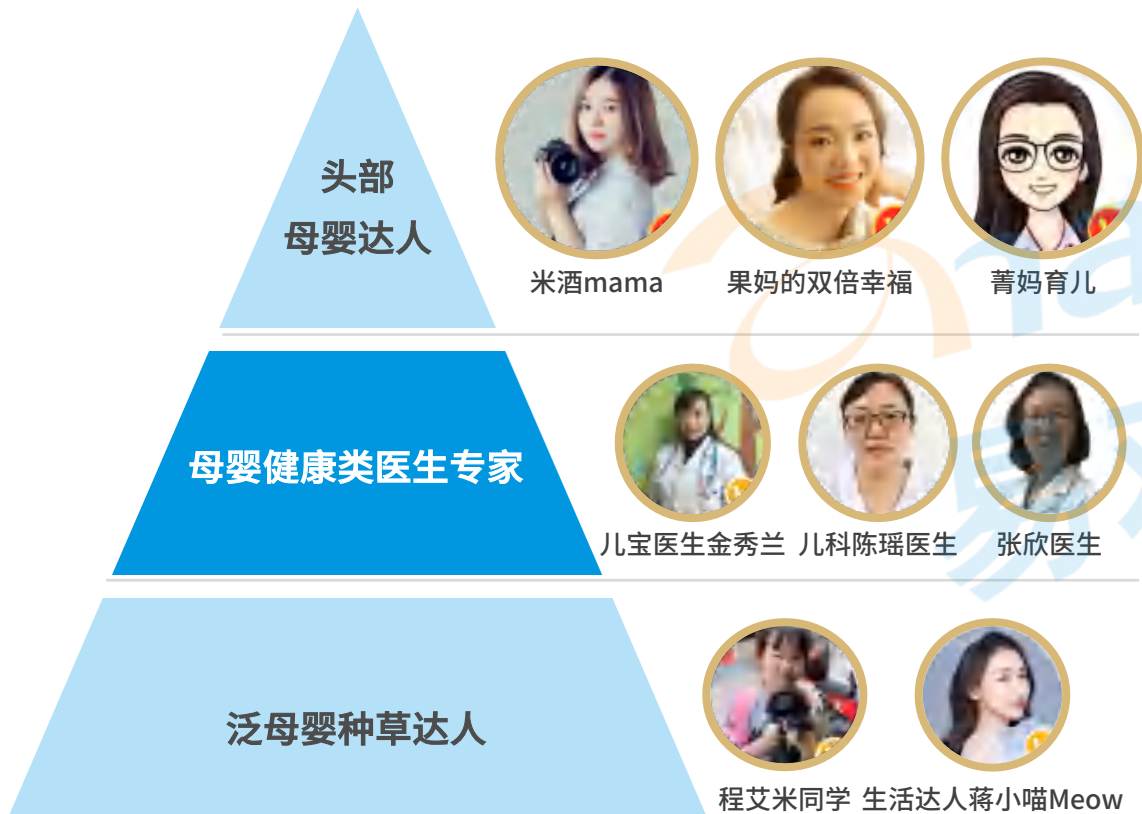 头部
母婴达人
米酒mama
果妈的双倍幸福
菁妈育儿
母婴健康类医生专家
儿宝医生金秀兰
儿科陈瑶医生
张欣医生
泛母婴种草达人
程艾米同学
生活达人蒋小喵Meow